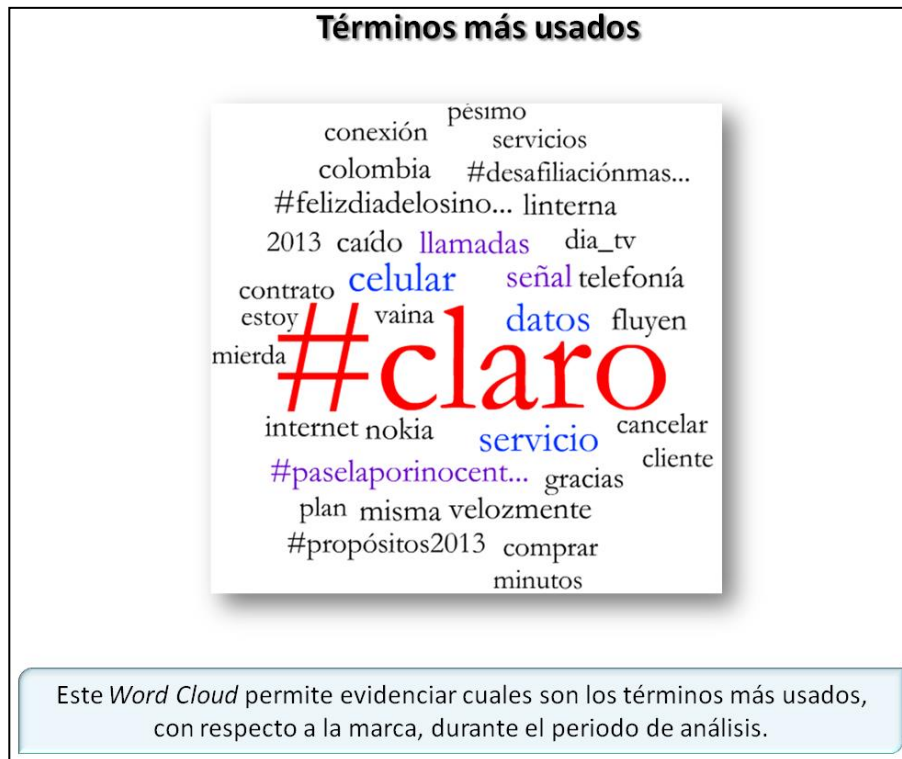 Términos más usados
pésimo
conexión servicios
colombia #desafiliaciónmas...
#felizdiadelosino... linterna
2013 caído llamadas dia_tv
celular señal telefonía
contrato
estoy vaina datos fluyen
mierda #claro
internet nokia servicio cancelar
cliente
#paselaporinocent... gracias
plan misma velozmente
#propósitos2013 comprar
minutos
Este Word Cloud permite evidenciar cuales son los términos más usados,
con respecto a la marca, durante el periodo de análisis.